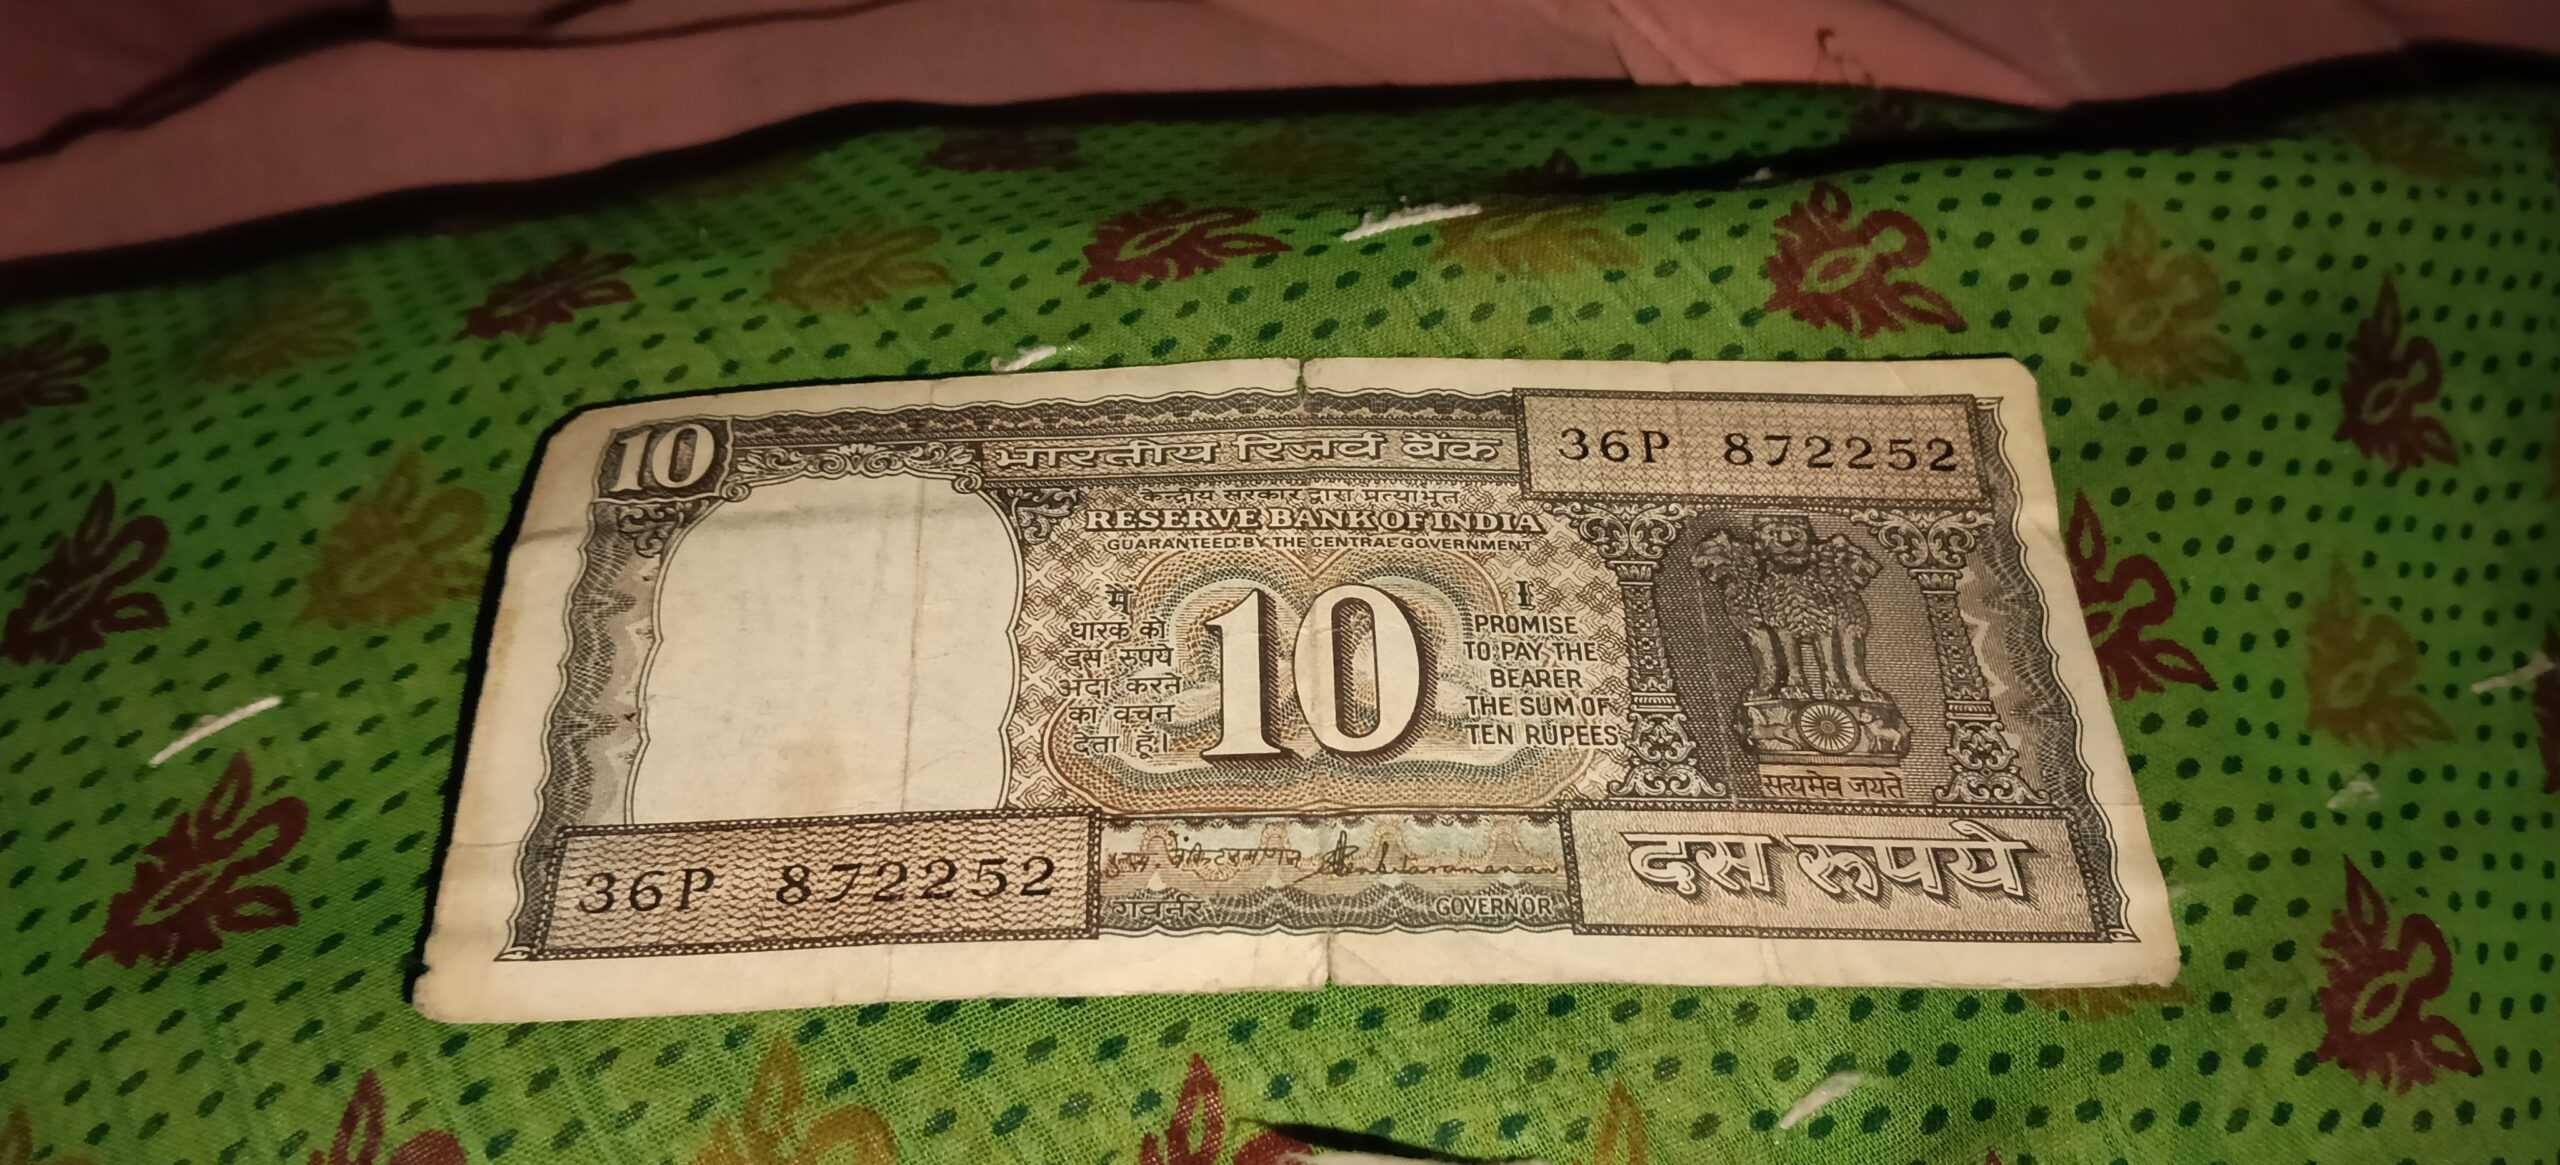 10
भारतीय रिज़र्व बैंक
36P 872252
केन्द्रीय सरकार द्वारा प्रत्याभूत
RESERVE BANK OF INDIA
GUARANTEED BY THE CENTRAL GOVERNMENT
मैं
धारक को
दस रुपये
अदा करने
का वचन
देता हूँ।
10
I
PROMISE
TO PAY THE
BEARER
THE SUM OF
TEN RUPEES
सत्यमेव जयते
36P 872252
गवर्नर
GOVERNOR
दस रूपये